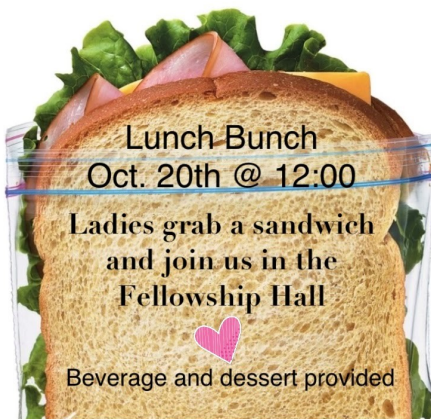 Lunch Bunch
Oct. 20th @ 12:00
Ladies grab a sandwich
and join us in the
Fellowship Hall
Beverage and dessert provided